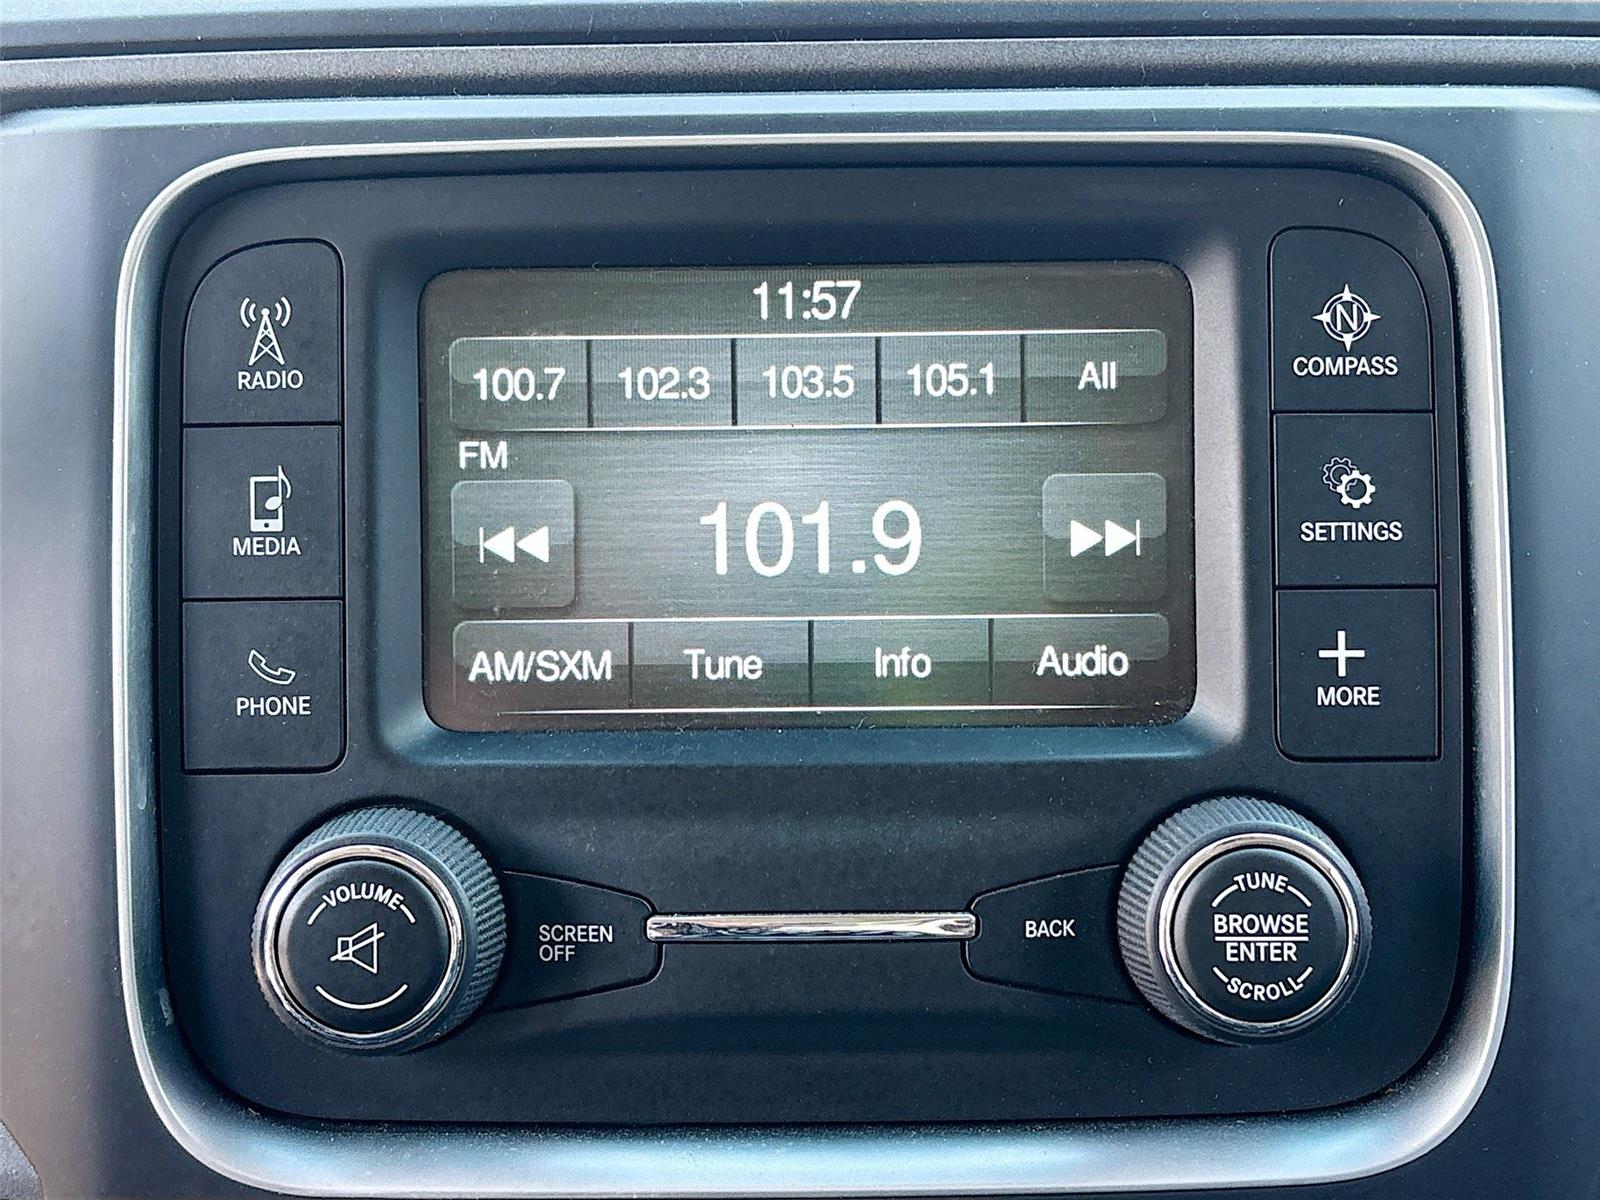 11:57
100.7 102.3 103.5 105.1 All
FM
101.9
AM/SXM Tune Info Audio
RADIO
MEDIA
PHONE
N
COMPASS
SETTINGS
MORE
VOLUME
SCREEN
OFF
BACK
TUNE
BROWSE
ENTER
SCROLL